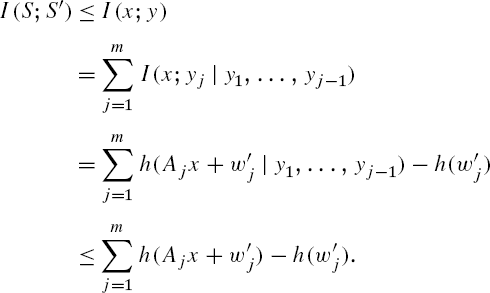 I(S; S′) ≤ I(x; y)
= ∑_{j=1}^{m} I(x; y_j | y_1, . . . , y_{j−1})
= ∑_{j=1}^{m} h(A_j x + w′_j | y_1, . . . , y_{j−1}) − h(w′_j)
≤ ∑_{j=1}^{m} h(A_j x + w′_j) − h(w′_j).